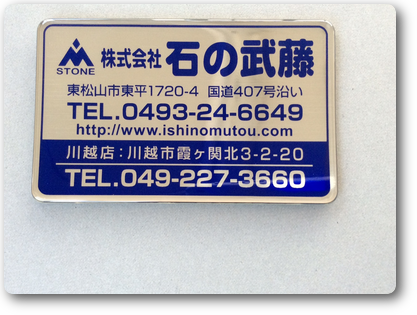 STONE
株式会社 石の武藤
東松山市東平1720-4 国道407号沿い
TEL.0493-24-6649
http://www.ishinomutou.com
川越店：川越市霞ヶ関北3-2-20
TEL.049-227-3660